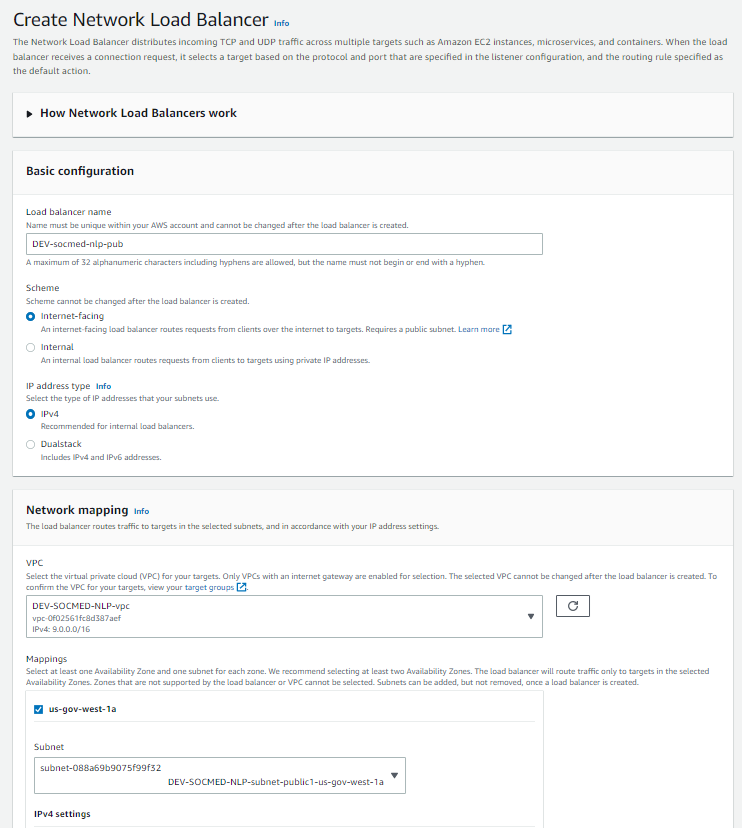 Create Network Load Balancer Info
The Network Load Balancer distributes incoming TCP and UDP traffic across multiple targets such as Amazon EC2 instances, microservices, and containers. When the load
balancer receives a connection request, it selects a target based on the protocol and port that are specified in the listener configuration, and the routing rule specified as
the default action.
How Network Load Balancers work
Basic configuration
Load balancer name
Name must be unique within your AWS account and cannot be changed after the load balancer is created.
DEV-socmed-nlp-pub
A maximum of 32 alphanumeric characters including hyphens are allowed, but the name must not begin or end with a hyphen.
Scheme
Scheme cannot be changed after the load balancer is created.
Internet-facing
An internet-facing load balancer routes requests from clients over the internet to targets. Requires a public subnet. Learn more
Internal
An internal load balancer routes requests from clients to targets using private IP addresses.
IP address type Info
Select the type of IP addresses that your subnets use.
IPv4
Recommended for internal load balancers.
Dualstack
Includes IPv4 and IPv6 addresses.
Network mapping Info
The load balancer routes traffic to targets in the selected subnets, and in accordance with your IP address settings.
VPC
Select the virtual private cloud (VPC) for your targets. Only VPCs with an internet gateway are enabled for selection. The selected VPC cannot be changed after the load balancer is created. To
confirm the VPC for your targets, view your target groups.
DEV-SOCMED-NLP-vpc
vpc-0f02561fc8d387aef
IPv4: 9.0.0.0/16
Mappings
Select at least one Availability Zone and one subnet for each zone. We recommend selecting at least two Availability Zones. The load balancer will route traffic only to targets in the selected
Availability Zones. Zones that are not supported by the load balancer or VPC cannot be selected. Subnets can be added, but not removed, once a load balancer is created.
us-gov-west-1a
Subnet
subnet-088a69b9075f99f32
DEV-SOCMED-NLP-subnet-public1-us-gov-west-1a
IPv4 settings